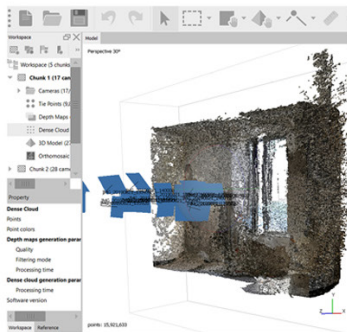 Workspace
Model
Workspace (5 chunks
Perspective 30°
Chunk 1 (17 cam
Cameras (17/
Tie Points (9,
Depth Maps
Dense Cloud
3D Model (2
Orthomosaic
Chunk 2 (28 cam
Property
Dense Cloud
Points
Point colors
Depth maps generation para
Quality
Filtering mode
Processing time
Dense cloud generation para
Processing time
Software version
points: 15,921,633
Workspace
Reference